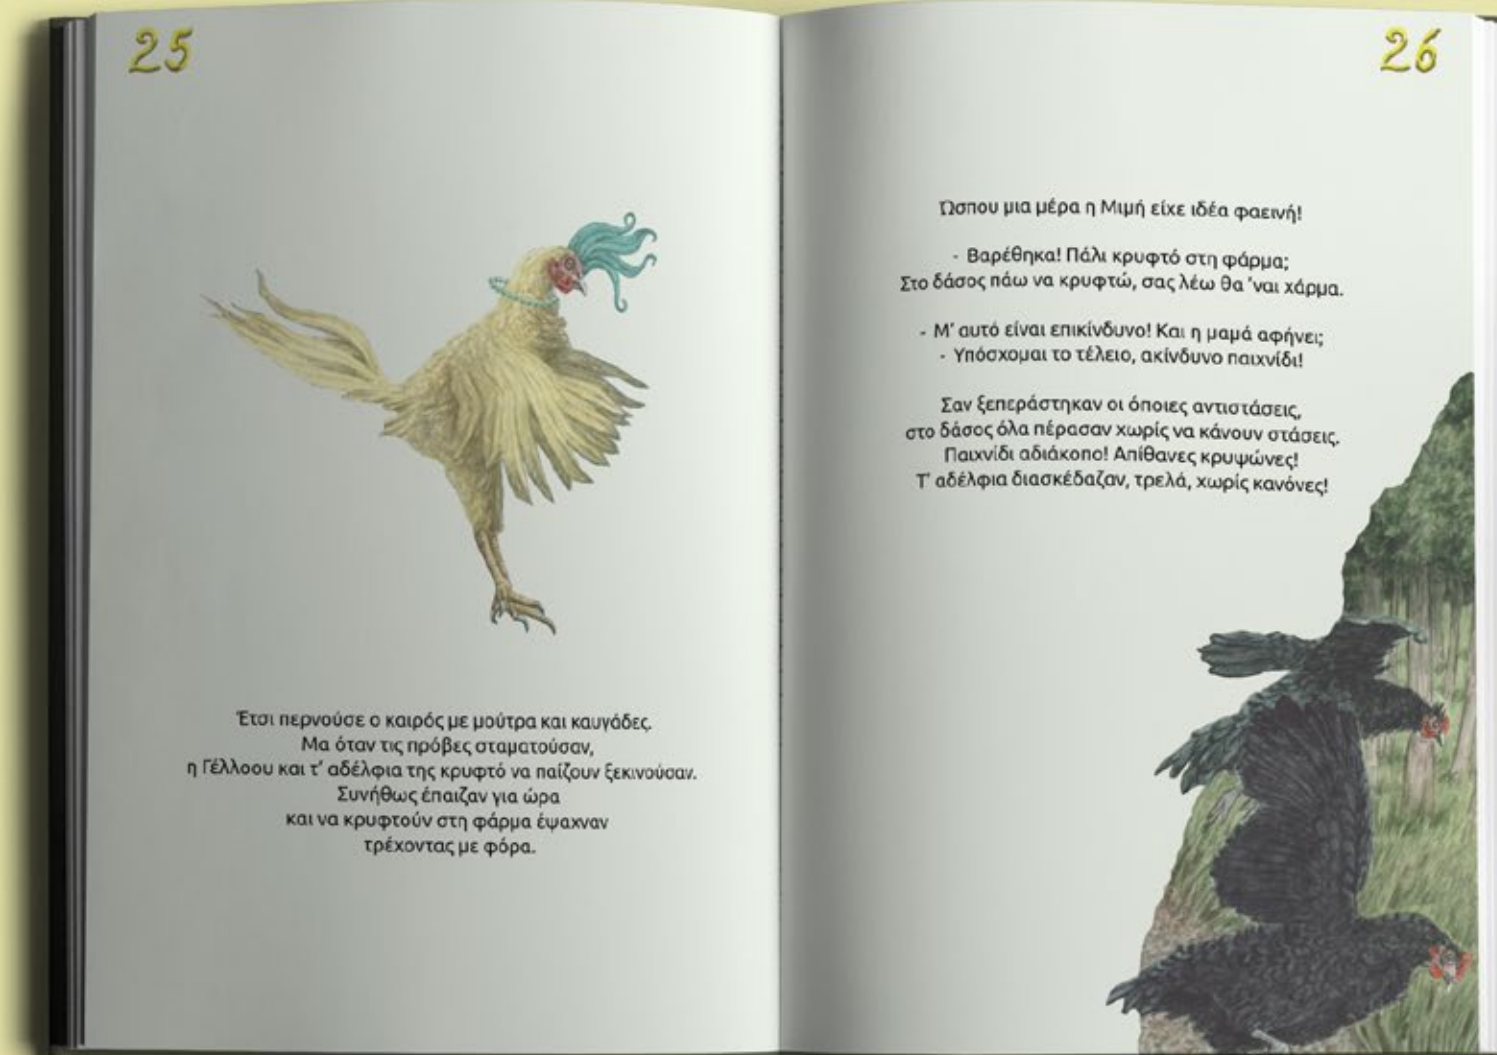 25
Έτσι περνούσε ο καιρός με μούτρα και καυγάδες.
Μα όταν τις πρόβες σταματούσαν,
η Γέλλοου και τ' αδέλφια της κρυφτό να παίζουν ξεκινούσαν.
Συνήθως έπαιζαν για ώρα
και να κρυφτούν στη φάρμα έψαχναν
τρέχοντας με φόρα.
26
Ώσπου μια μέρα η Μιμή είχε ιδέα φαεινή!
- Βαρέθηκα! Πάλι κρυφτό στη φάρμα;
Στο δάσος πάω να κρυφτώ, σας λέω θα 'ναι χάρμα.
- Μ' αυτό είναι επικίνδυνο! Και η μαμά αφήνει;
- Υπόσχομαι το τέλειο, ακίνδυνο παιχνίδι!
Σαν ξεπεράστηκαν οι όποιες αντιστάσεις,
στο δάσος όλα πέρασαν χωρίς να κάνουν στάσεις.
Παιχνίδι αδιάκοπο! Απίθανες κρυψώνες!
Τ' αδέλφια διασκέδαζαν, τρελά, χωρίς κανόνες!